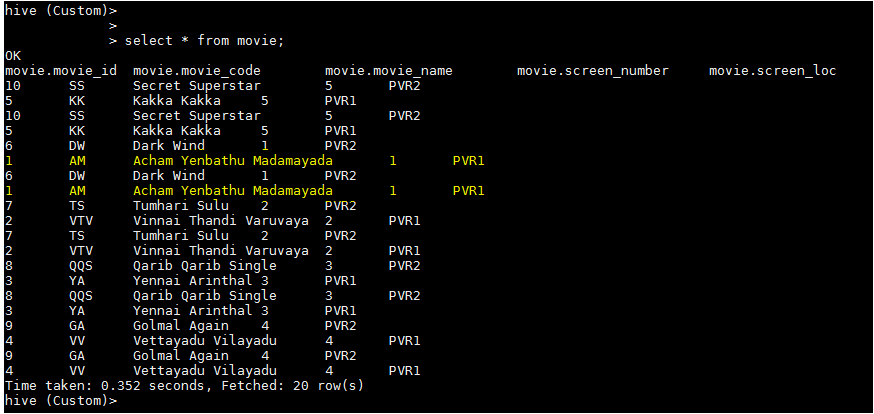 hive (Custom)>
>
> select * from movie;
OK
movie.movie_id movie.movie_code movie.movie_name movie.screen_number movie.screen_loc
10 SS Secret Superstar 5 PVR2
5 KK Kakka Kakka 5 PVR1
10 SS Secret Superstar 5 PVR2
5 KK Kakka Kakka 5 PVR1
6 DW Dark Wind 1 PVR2
1 AM Acham Yenbathu Madamayada 1 PVR1
6 DW Dark Wind 1 PVR2
1 AM Acham Yenbathu Madamayada 1 PVR1
7 TS Tumhari Sulu 2 PVR2
2 VTV Vinnai Thandi Varuvaya 2 PVR1
7 TS Tumhari Sulu 2 PVR2
2 VTV Vinnai Thandi Varuvaya 2 PVR1
8 QQS Qarib Qarib Single 3 PVR2
3 YA Yennai Arinthal 3 PVR1
8 QQS Qarib Qarib Single 3 PVR2
3 YA Yennai Arinthal 3 PVR1
9 GA Golmal Again 4 PVR2
4 VV Vettayadu Vilayadu 4 PVR1
9 GA Golmal Again 4 PVR2
4 VV Vettayadu Vilayadu 4 PVR1
Time taken: 0.352 seconds, Fetched: 20 row(s)
hive (Custom)>